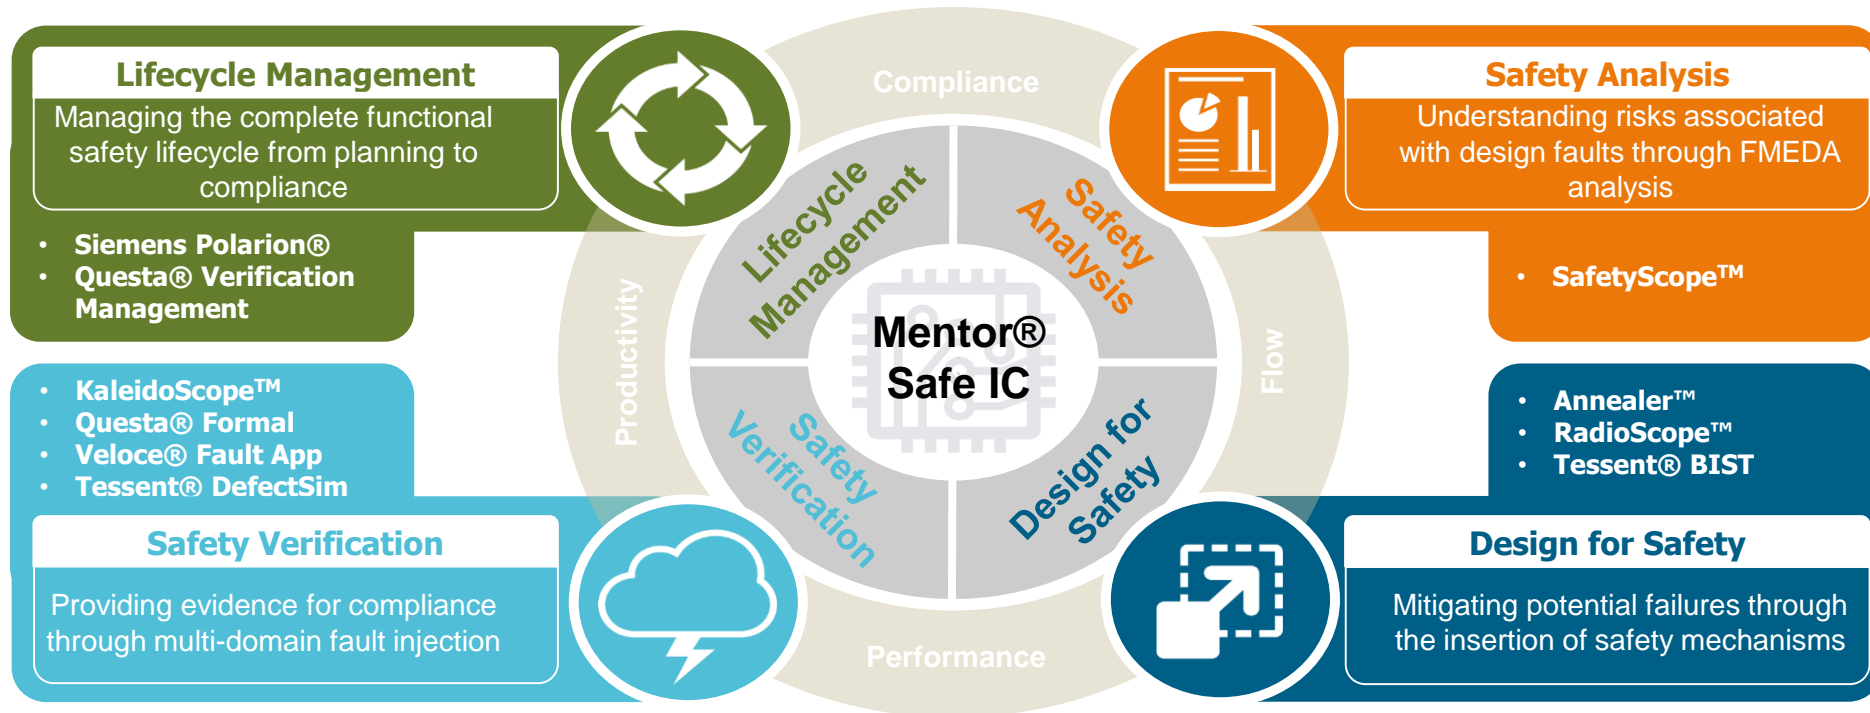 Lifecycle Management
Managing the complete functional
safety lifecycle from planning to
compliance
• Siemens Polarion®
• Questa® Verification
Management
Compliance
Safety Analysis
Understanding risks associated
with design faults through FMEDA
analysis
• SafetyScope™
Lifecycle
Management
Safety
Analysis
Productivity
Mentor®
Safe IC
Flow
Safety
Verification
Design for
Safety
Performance
• KaleidoScope™
• Questa® Formal
• Veloce® Fault App
• Tessent® DefectSim
Safety Verification
Providing evidence for compliance
through multi-domain fault injection
• Annealer™
• RadioScope™
• Tessent® BIST
Design for Safety
Mitigating potential failures through
the insertion of safety mechanisms